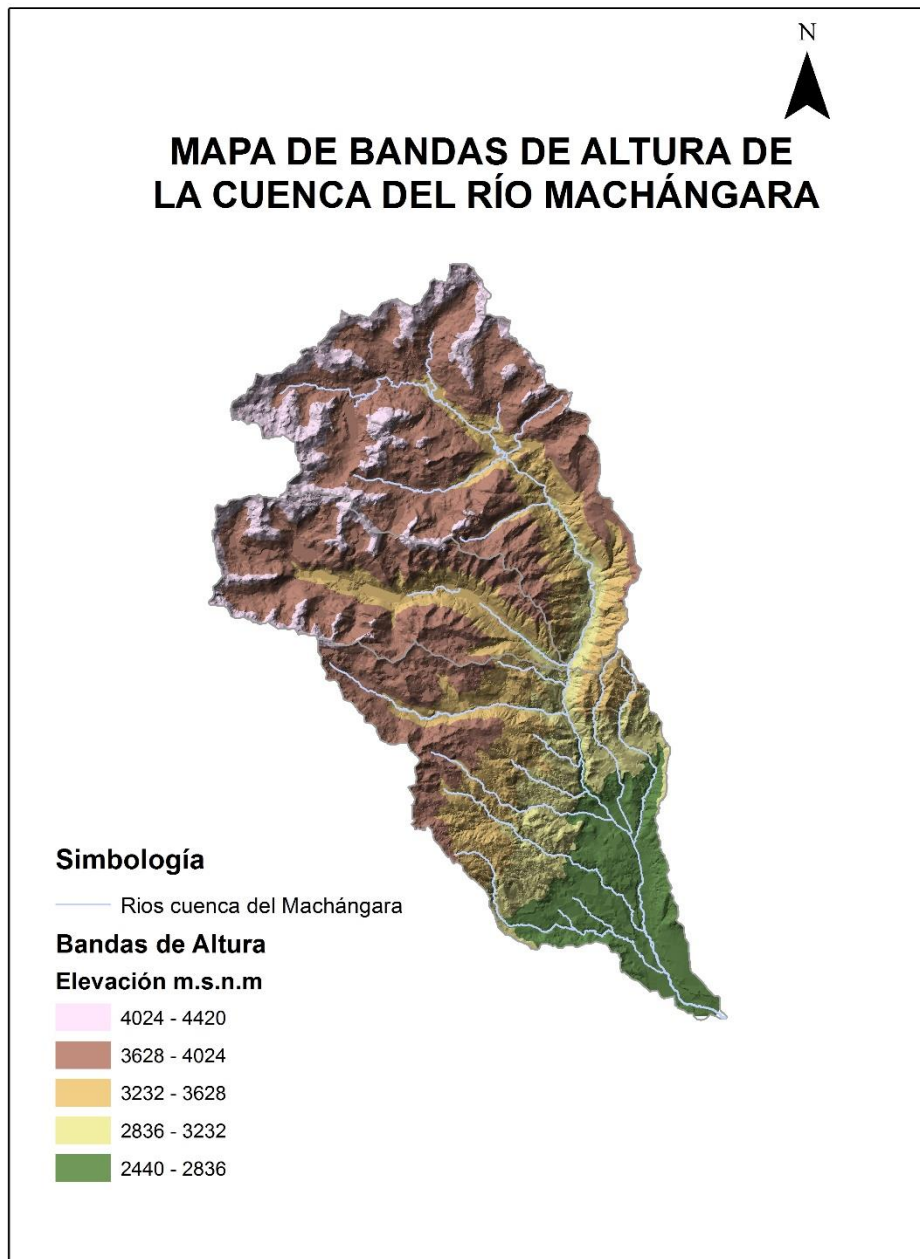 N
MAPA DE BANDAS DE ALTURA DE
LA CUENCA DEL RÍO MACHÁNGARA
Simbología
Rios cuenca del Machángara
Bandas de Altura
Elevación m.s.n.m
4024 - 4420
3628 - 4024
3232 - 3628
2836 - 3232
2440 - 2836